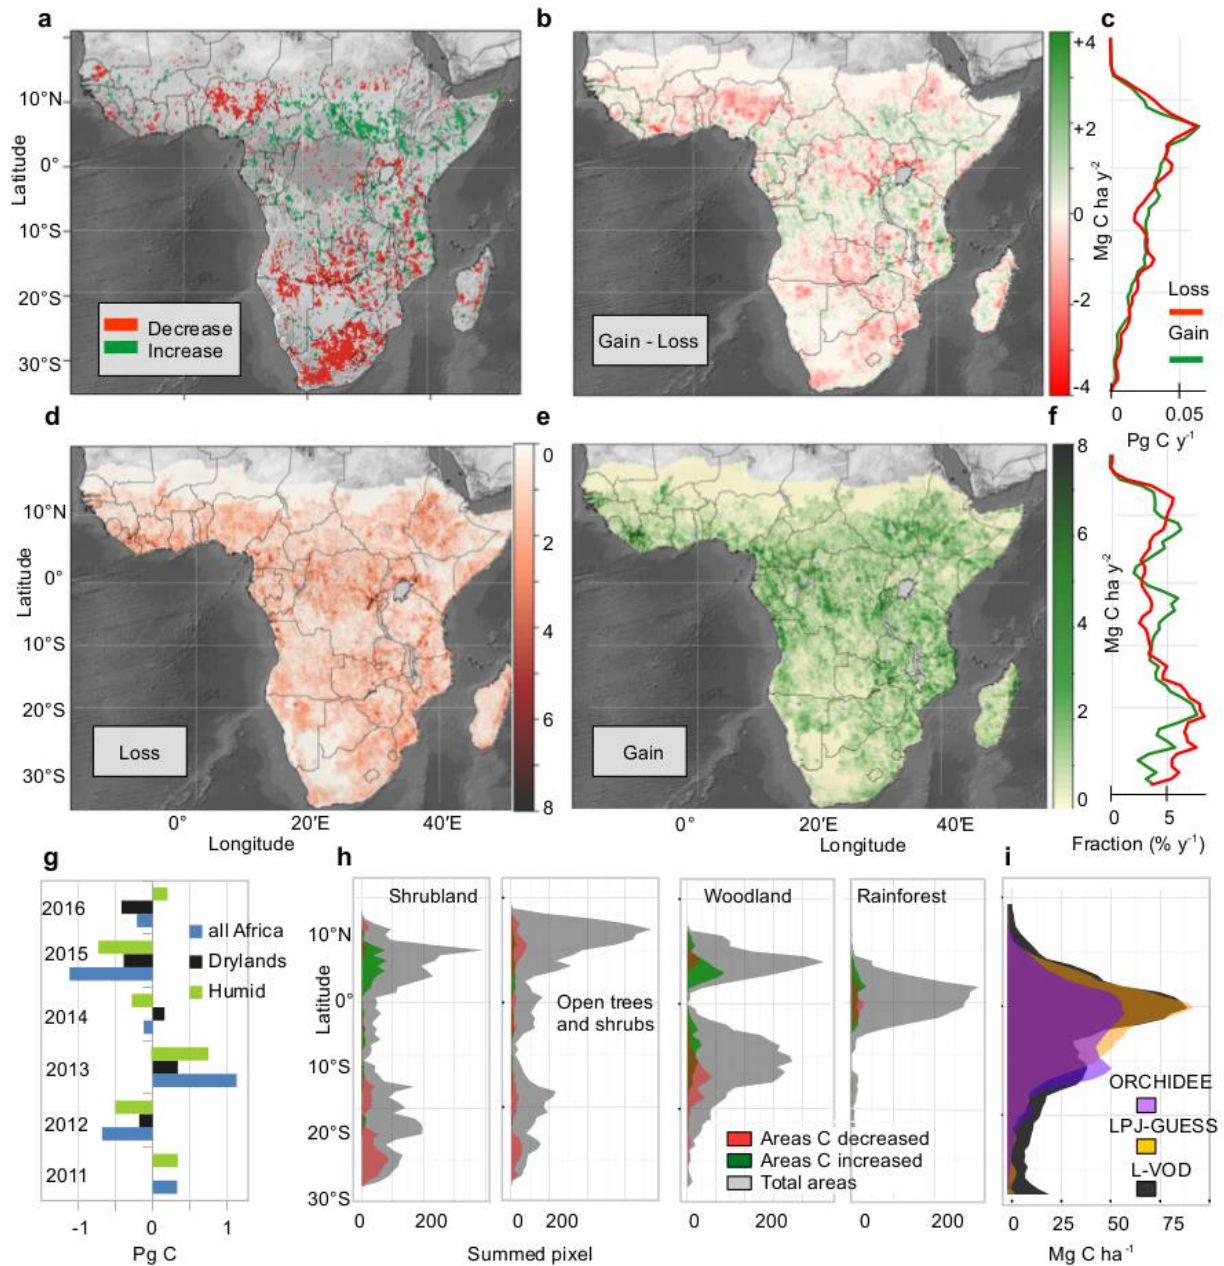 a
b
c
10°N
0°
10°S
20°S
30°S
Latitude
Decrease
Increase
Gain - Loss
+4
+2
0
-2
-4
Mg C ha y⁻²
Loss
Gain
0 0.05
Pg C y⁻¹
d
e
f
10°N
0°
10°S
20°S
30°S
Latitude
Loss
0
2
4
6
8
Gain
8
6
4
2
0
Mg C ha y⁻²
0° 20°E 40°E
Longitude
0° 20°E 40°E
Longitude
0 5
Fraction (% y⁻¹)
g
h
i
2016
2015
2014
2013
2012
2011
all Africa
Drylands
Humid
-1 0 1
Pg C
Shrubland
Open trees
and shrubs
Woodland
Rainforest
10°N
0°
10°S
20°S
30°S
Latitude
Areas C decreased
Areas C increased
Total areas
0 200
0 200
0 200
0 200
Summed pixel
ORCHIDEE
LPJ-GUESS
L-VOD
0 25 50 75
Mg C ha⁻¹